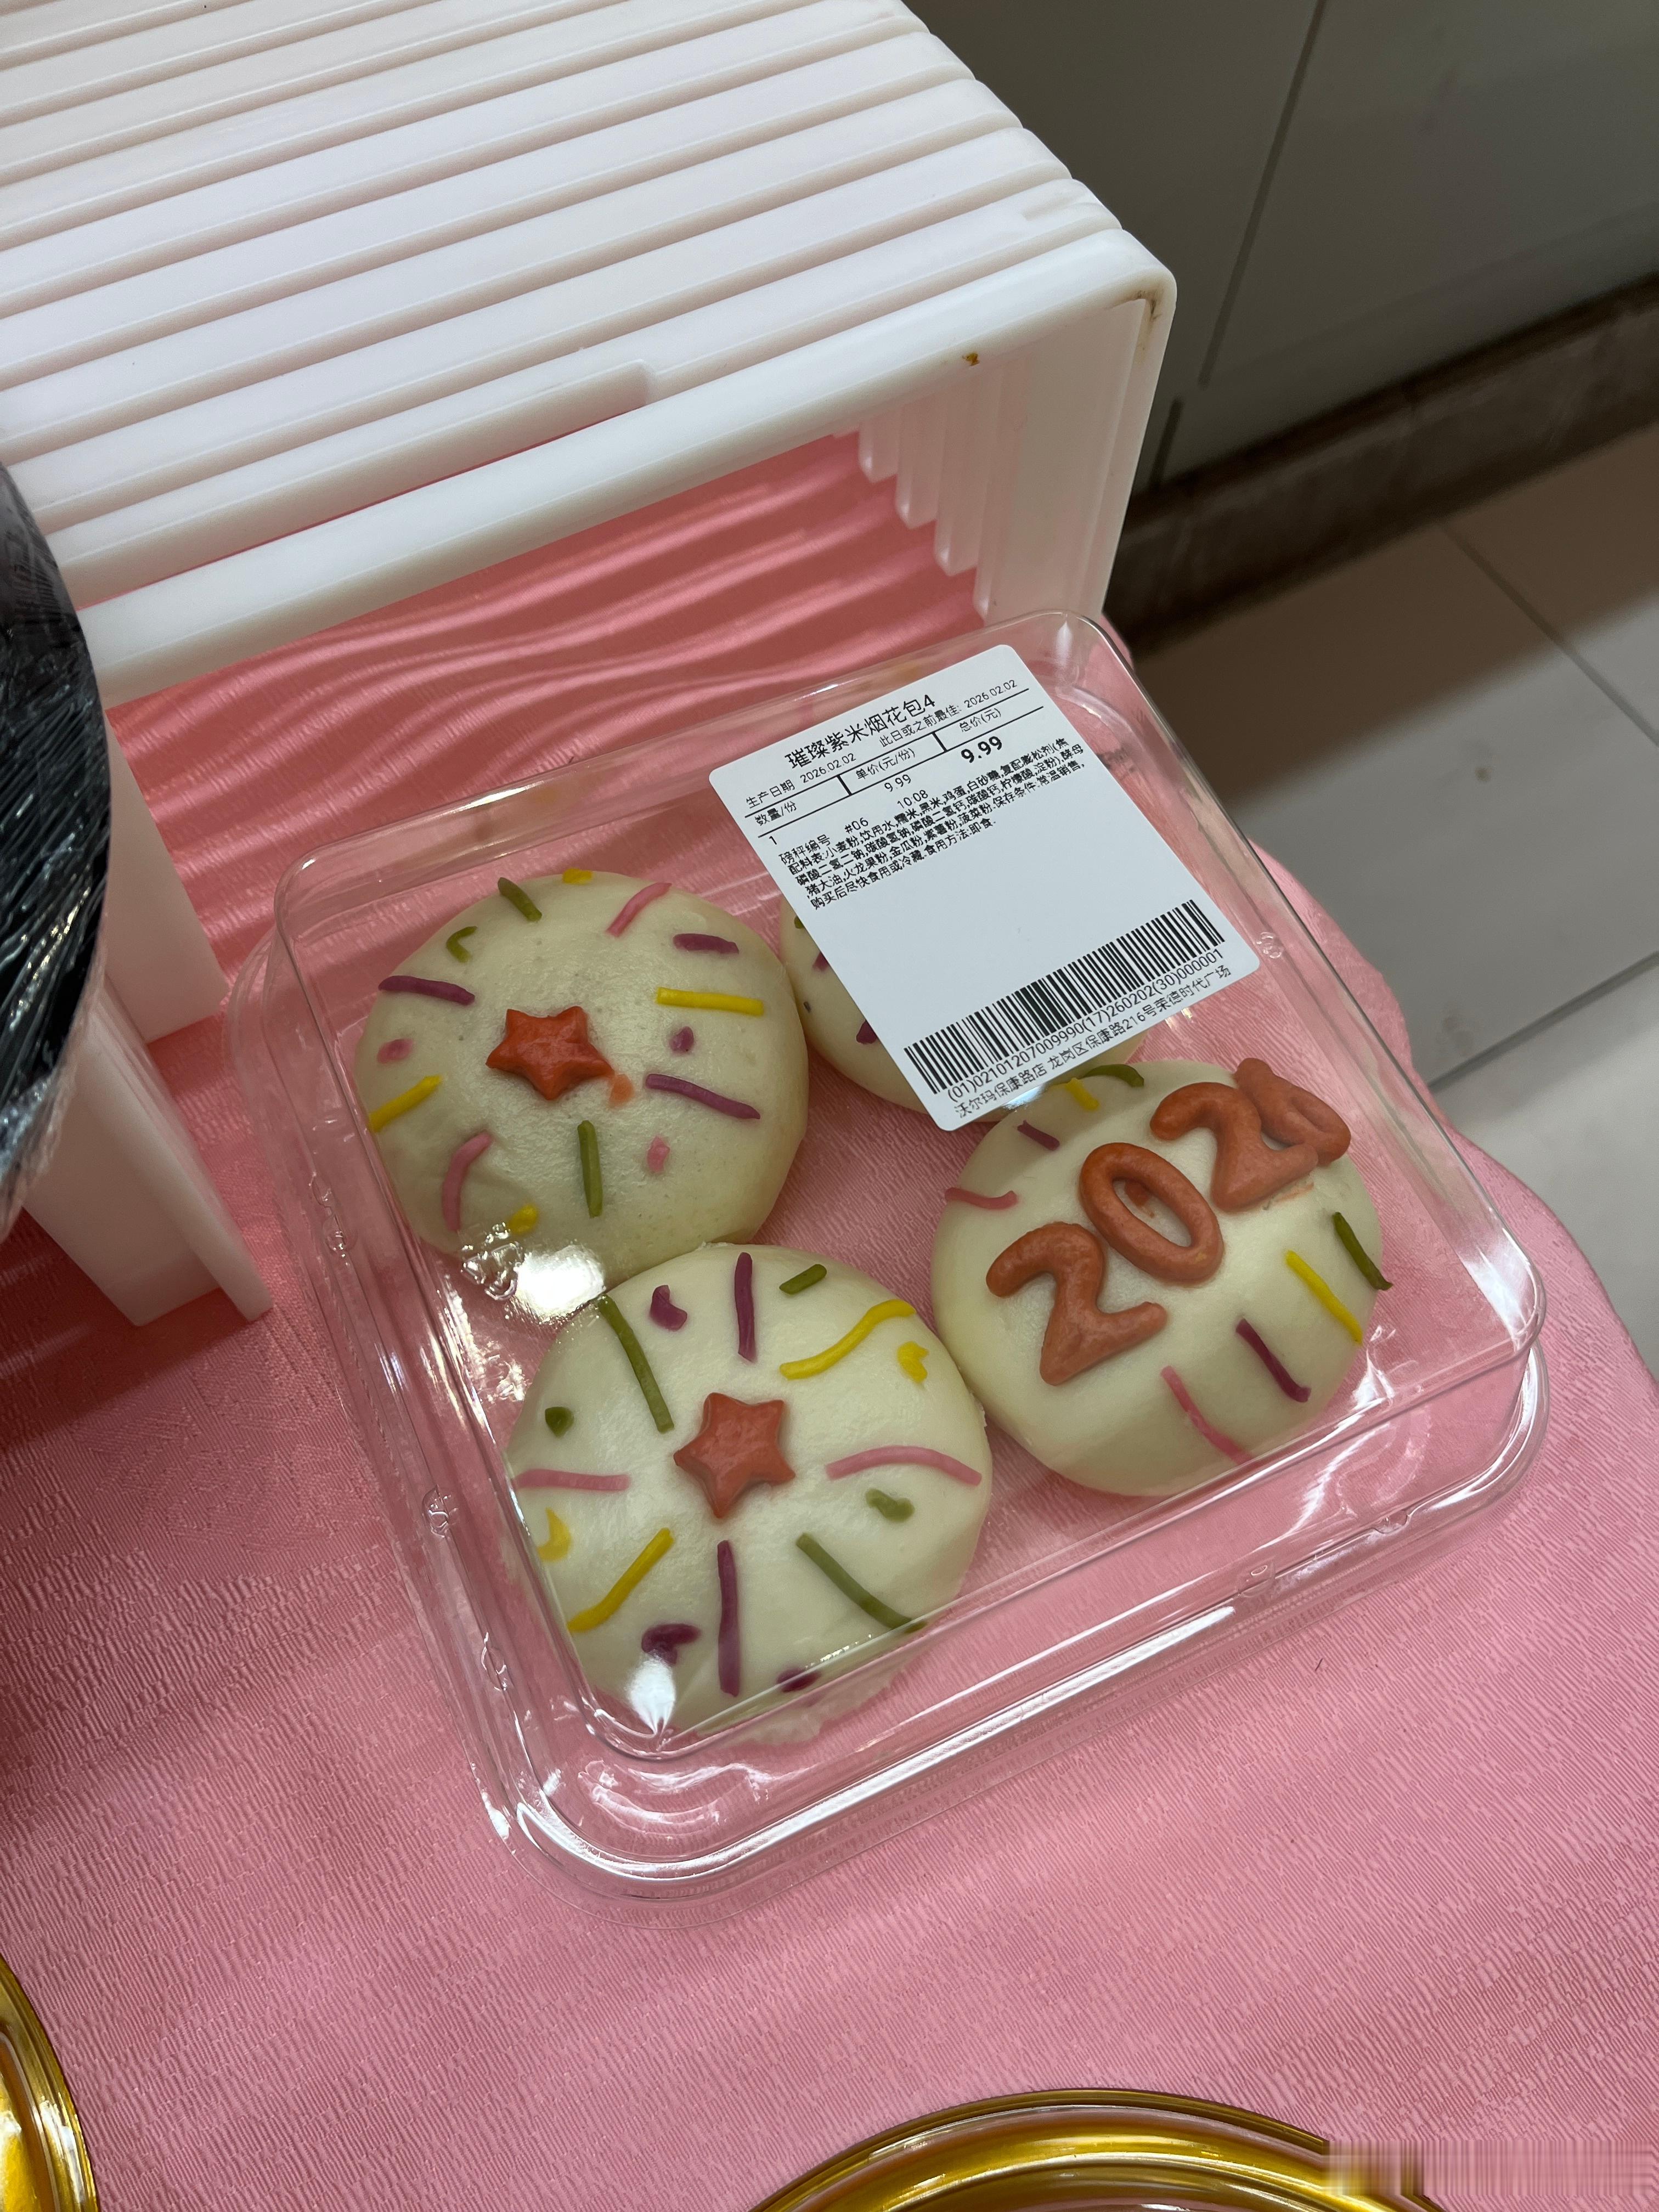 璀璨紫米烟花包4
生产日期 2026.02.02 此日或之前最佳: 2026.02.02
数量/份 单价(元/份) 总价(元)
1 9.99 9.99
磅秤编号 #06 10:08
配料表:小麦粉,饮用水,糯米,黑米,鸡蛋,白砂糖,复配膨松剂(焦
磷酸二氢二钠,碳酸氢钠,磷酸二氢钙,碳酸钙,柠檬酸,淀粉),酵母
,猪大油,火龙果粉,金瓜粉,紫薯粉,菠菜粉.保存条件:常温销售,
购买后尽快食用或冷藏.食用方法:即食.
(01)02101207009990(17)260202(30)000001
沃尔玛保康路店 龙岗区保康路216号荣德时代广场
2026